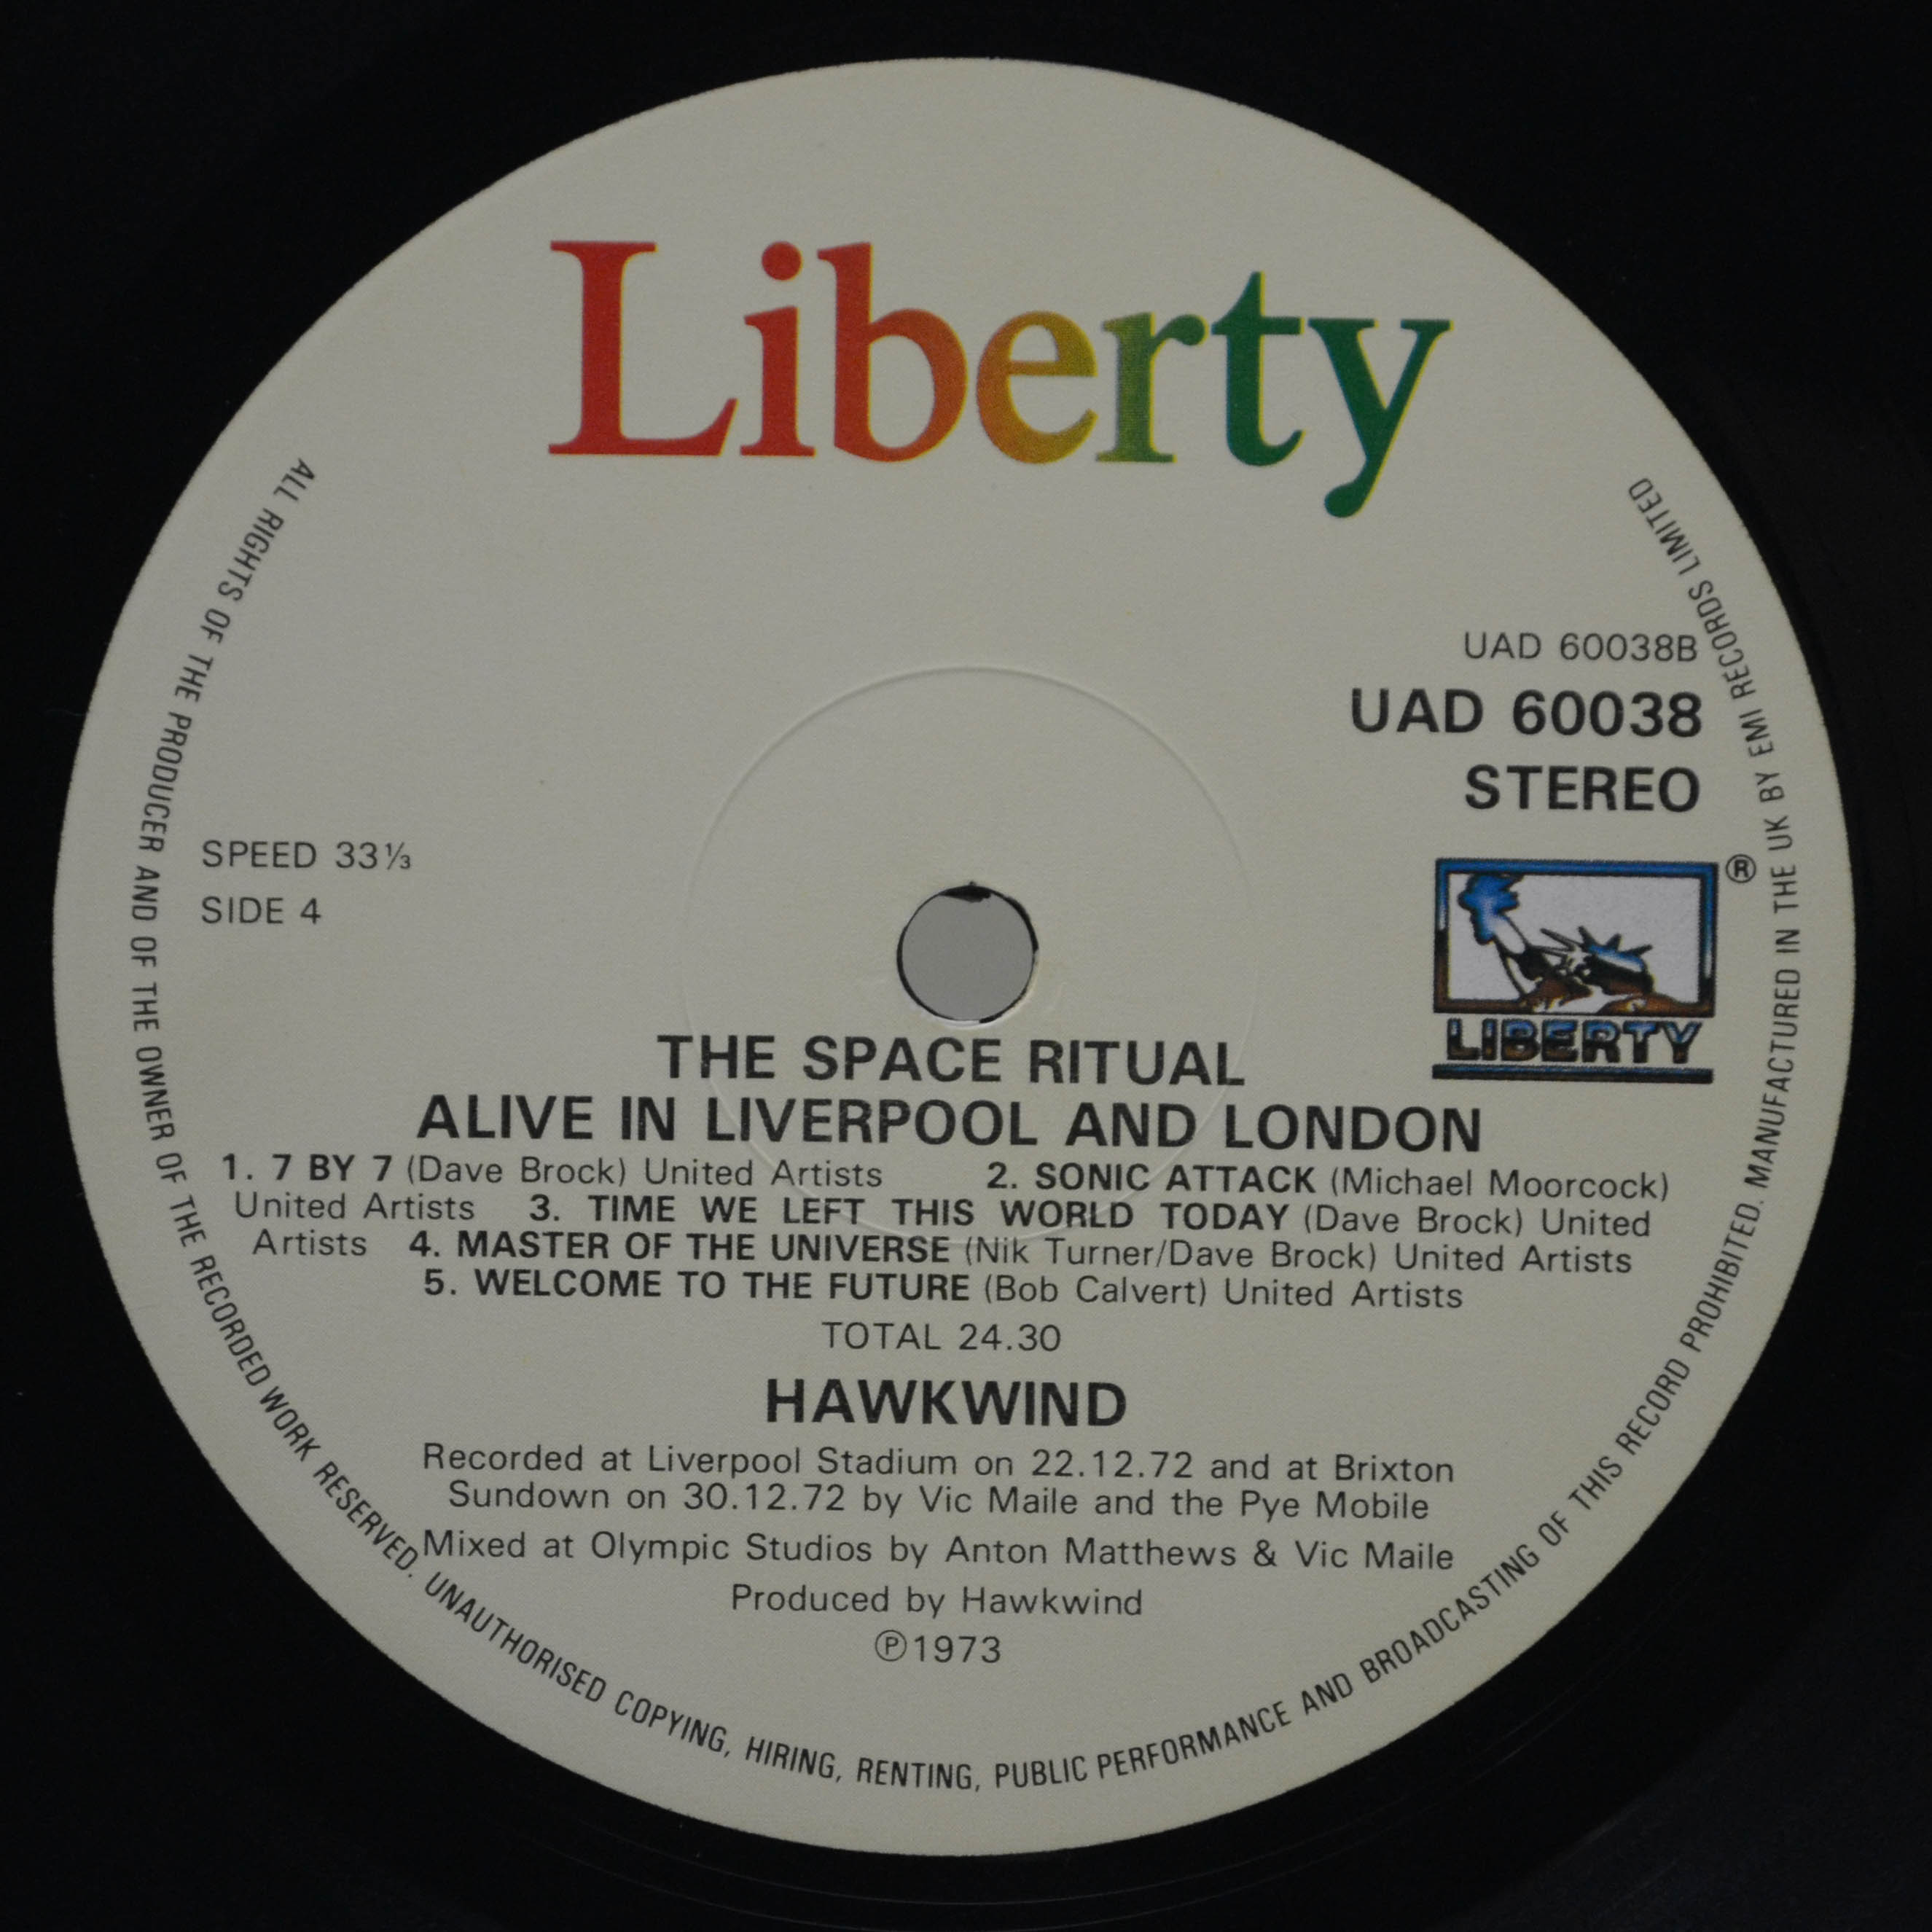 Liberty
UAD 60038B
UAD 60038
STEREO
SPEED 33⅓
SIDE 4
®
LIBERTY
THE SPACE RITUAL
ALIVE IN LIVERPOOL AND LONDON
1. 7 BY 7 (Dave Brock) United Artists 2. SONIC ATTACK (Michael Moorcock)
United Artists 3. TIME WE LEFT THIS WORLD TODAY (Dave Brock) United
Artists 4. MASTER OF THE UNIVERSE (Nik Turner/Dave Brock) United Artists
5. WELCOME TO THE FUTURE (Bob Calvert) United Artists
TOTAL 24.30
HAWKWIND
Recorded at Liverpool Stadium on 22.12.72 and at Brixton
Sundown on 30.12.72 by Vic Maile and the Pye Mobile
Mixed at Olympic Studios by Anton Matthews & Vic Maile
Produced by Hawkwind
℗1973
ALL RIGHTS OF THE PRODUCER AND OF THE OWNER OF THE RECORDED WORK RESERVED. UNAUTHORISED COPYING, HIRING, RENTING, PUBLIC PERFORMANCE AND BROADCASTING OF THIS RECORD PROHIBITED. MANUFACTURED IN THE UK BY EMI RECORDS LIMITED